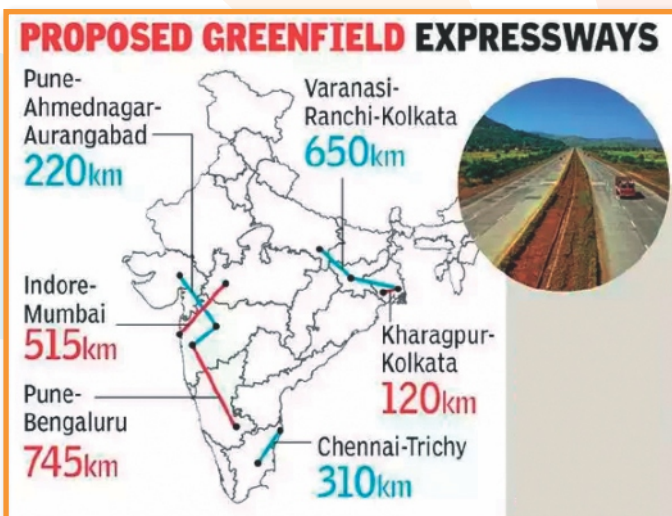 PROPOSED GREENFIELD EXPRESSWAYS
Pune-
Ahmednagar-
Aurangabad
220km
Varanasi-
Ranchi-Kolkata
650km
Indore-
Mumbai
515km
Kharagpur-
Kolkata
120km
Pune-
Bengaluru
745km
Chennai-Trichy
310km